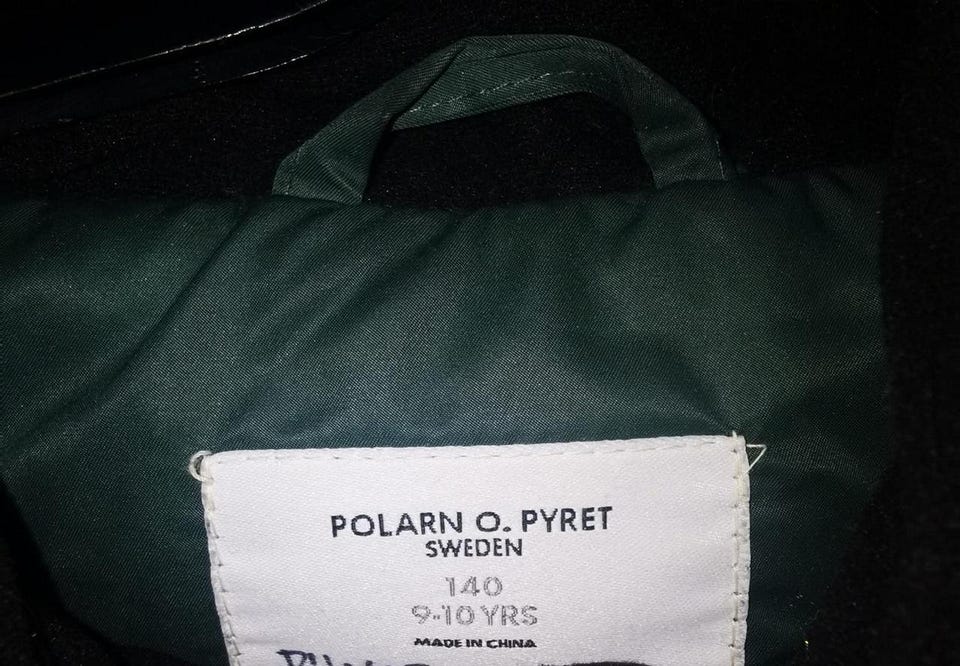 POLARN O. PYRET
SWEDEN
140
9-10 YRS
MADE IN CHINA